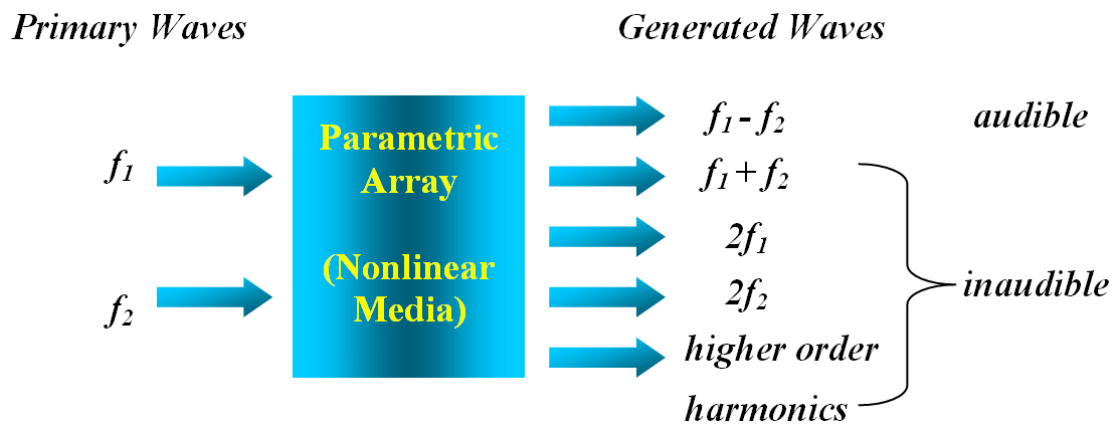 Primary Waves
Generated Waves
f₁
f₂
Parametric
Array
(Nonlinear
Media)
f₁ - f₂
audible
f₁ + f₂
2f₁
2f₂
inaudible
higher order
harmonics